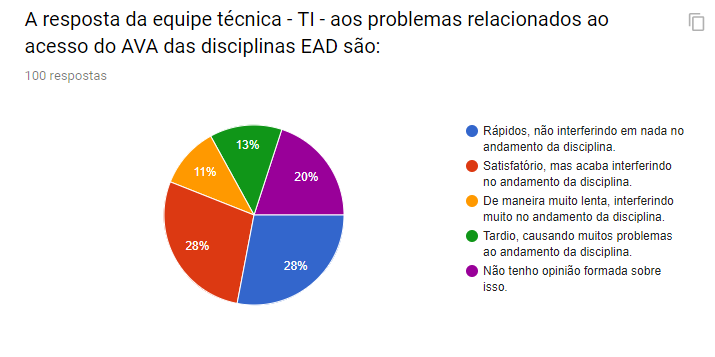 A resposta da equipe técnica - TI - aos problemas relacionados ao
acesso do AVA das disciplinas EAD são:
100 respostas
13%
11%
20%
28%
28%
Rápidos, não interferindo em nada no
andamento da disciplina.
Satisfatório, mas acaba interferindo
no andamento da disciplina.
De maneira muito lenta, interferindo
muito no andamento da disciplina.
Tardio, causando muitos problemas
ao andamento da disciplina.
Não tenho opinião formada sobre
isso.